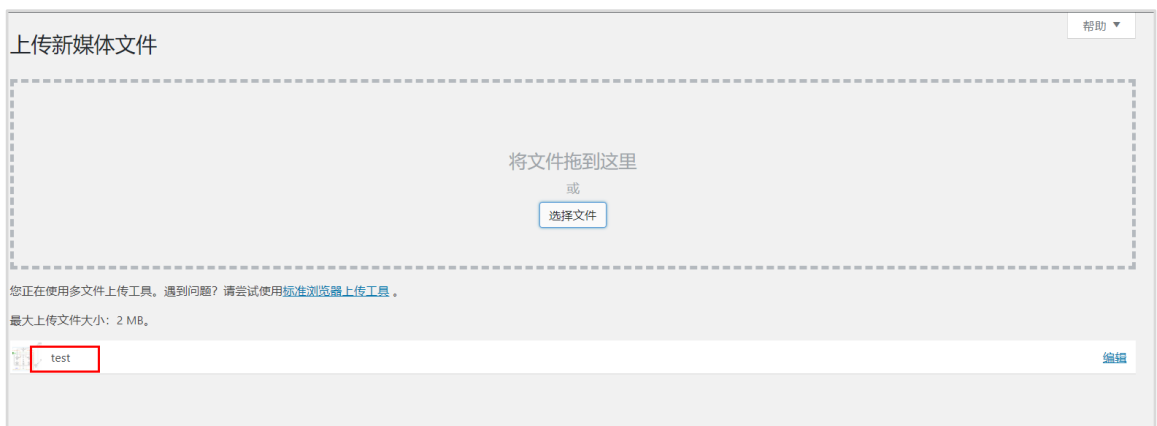 帮助 ▼
上传新媒体文件
将文件拖到这里
或
选择文件
您正在使用多文件上传工具。遇到问题？请尝试使用标准浏览器上传工具 。
最大上传文件大小：2 MB。
test
编辑